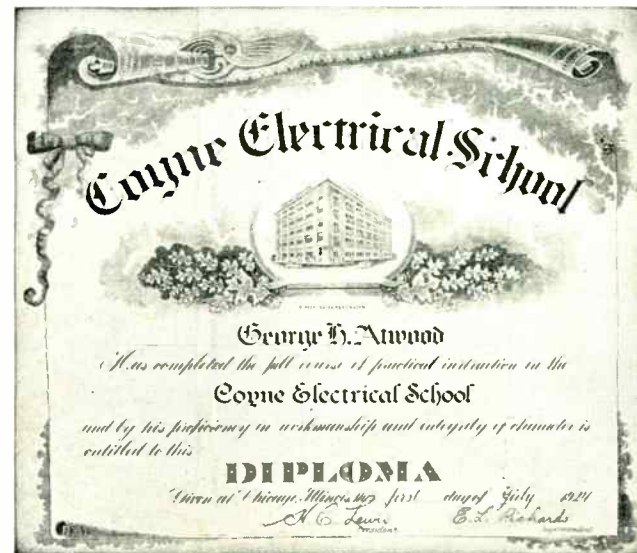 Coyne Electrical School
George H. Atwood
Has completed the full course of practical instruction in the
Coyne Electrical School
and by his proficiency in workmanship and integrity of character is
entitled to this
DIPLOMA
Given at Chicago, Illinois, this first day of July 1924
H. C. Lewis E. L. Richards
President